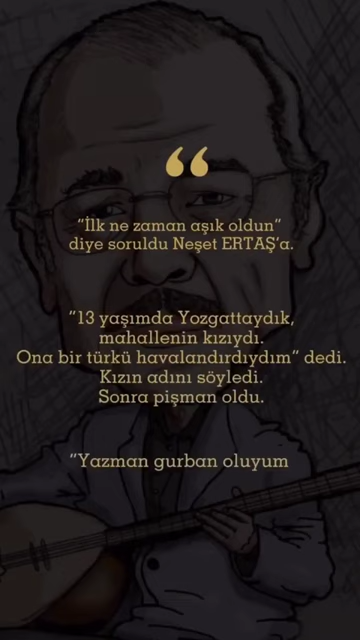 “İlk ne zaman aşık oldun”
diye soruldu Neşet ERTAŞ’a.
”13 yaşımda Yozgattaydık,
mahallenin kızıydı.
Ona bir türkü havalandırdıydım” dedi.
Kızın adını söyledi.
Sonra pişman oldu.
”Yazman gurban oluyum